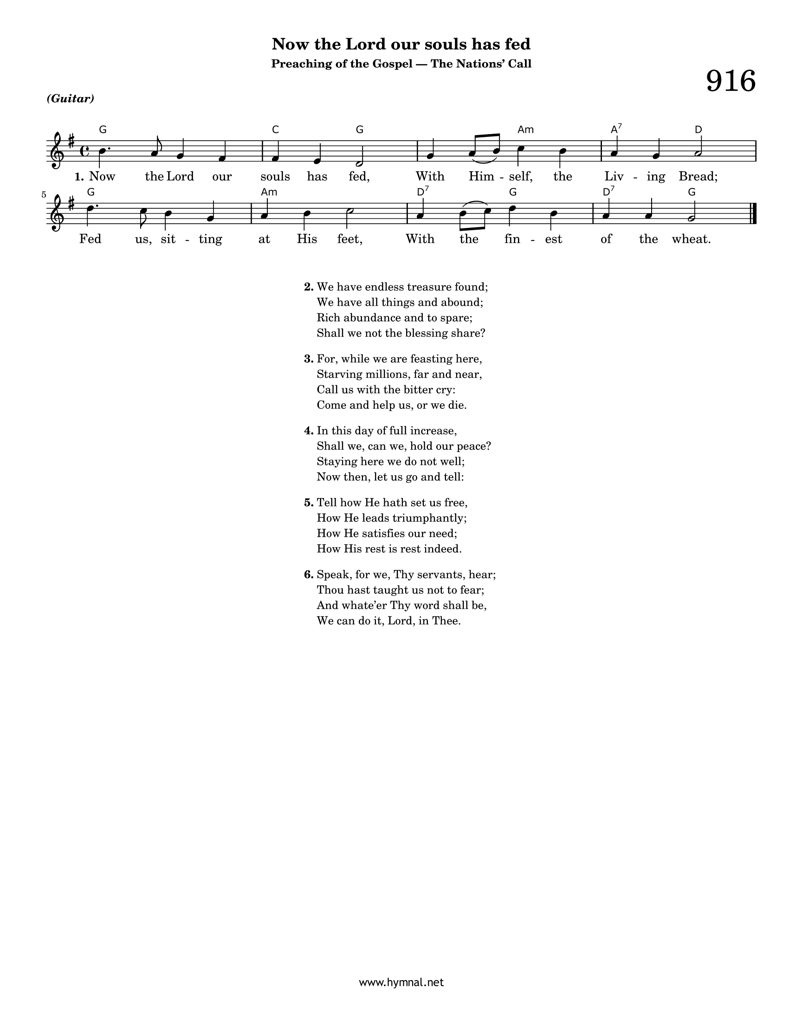 Now the Lord our souls has fed
Preaching of the Gospel — The Nations’ Call
916
(Guitar)
G C G Am A7 D
1. Now the Lord our souls has fed, With Him - self, the Liv - ing Bread;
5 G Am D7 G D7 G
Fed us, sit - ting at His feet, With the fin - est of the wheat.
2. We have endless treasure found;
We have all things and abound;
Rich abundance and to spare;
Shall we not the blessing share?
3. For, while we are feasting here,
Starving millions, far and near,
Call us with the bitter cry:
Come and help us, or we die.
4. In this day of full increase,
Shall we, can we, hold our peace?
Staying here we do not well;
Now then, let us go and tell:
5. Tell how He hath set us free,
How He leads triumphantly;
How He satisfies our need;
How His rest is rest indeed.
6. Speak, for we, Thy servants, hear;
Thou hast taught us not to fear;
And whate’er Thy word shall be,
We can do it, Lord, in Thee.
www.hymnal.net